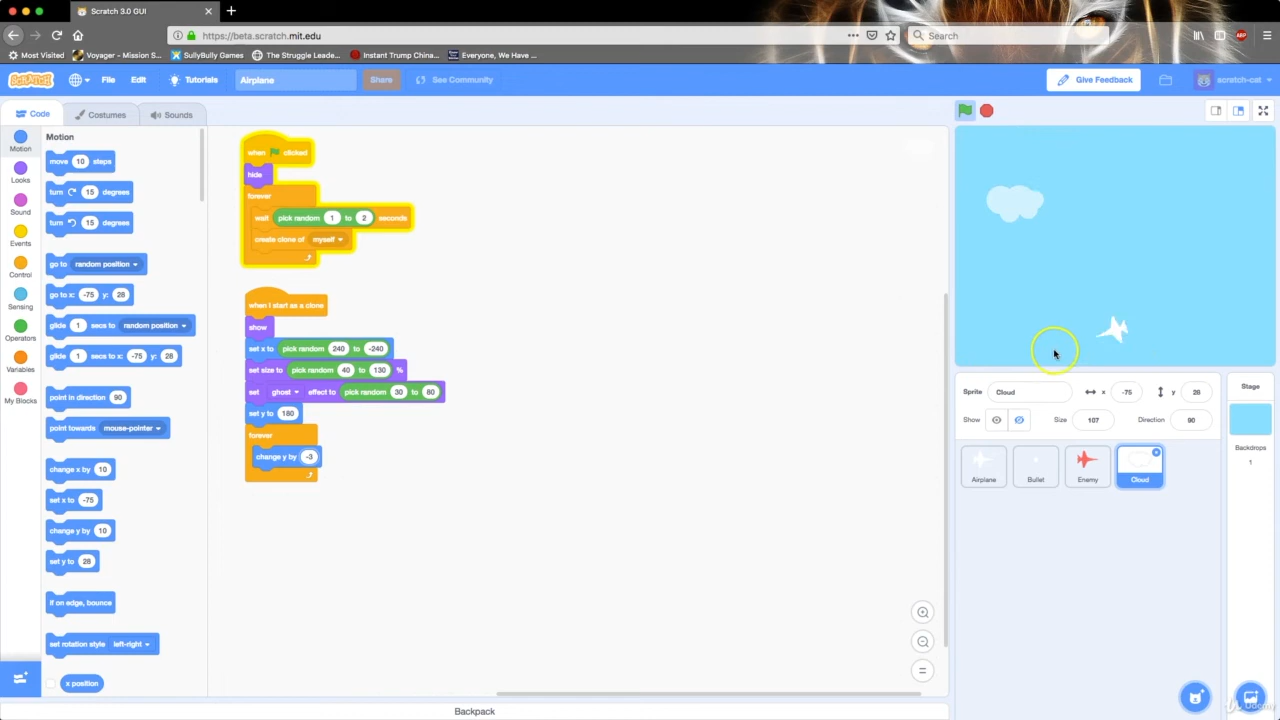 Scratch 3.0 GUI
https://beta.scratch.mit.edu
Search
Most Visited
Voyager - Mission S...
SullyBully Games
The Struggle Leade...
Instant Trump China...
Everyone, We Have ...
SCRATCH
File
Edit
Tutorials
Airplane
Share
See Community
Give Feedback
scratch-cat
Code
Costumes
Sounds
Motion
Looks
Sound
Events
Control
Sensing
Operators
Variables
My Blocks
Motion
move 10 steps
turn 15 degrees
turn 15 degrees
go to random position
go to x: -75 y: 28
glide 1 secs to random position
glide 1 secs to x: -75 y: 28
point in direction 90
point towards mouse-pointer
change x by 10
set x to -75
change y by 10
set y to 28
if on edge, bounce
set rotation style left-right
x position
when clicked
hide
forever
wait pick random 1 to 2 seconds
create clone of myself
when I start as a clone
show
set x to pick random 240 to -240
set size to pick random 40 to 130 %
set ghost effect to pick random 30 to 80
set y to 180
forever
change y by -3
Sprite Cloud x -75 y 28
Show Size 107 Direction 90
Airplane
Bullet
Enemy
Cloud
Stage
Backdrops
1
Backpack
Udemy